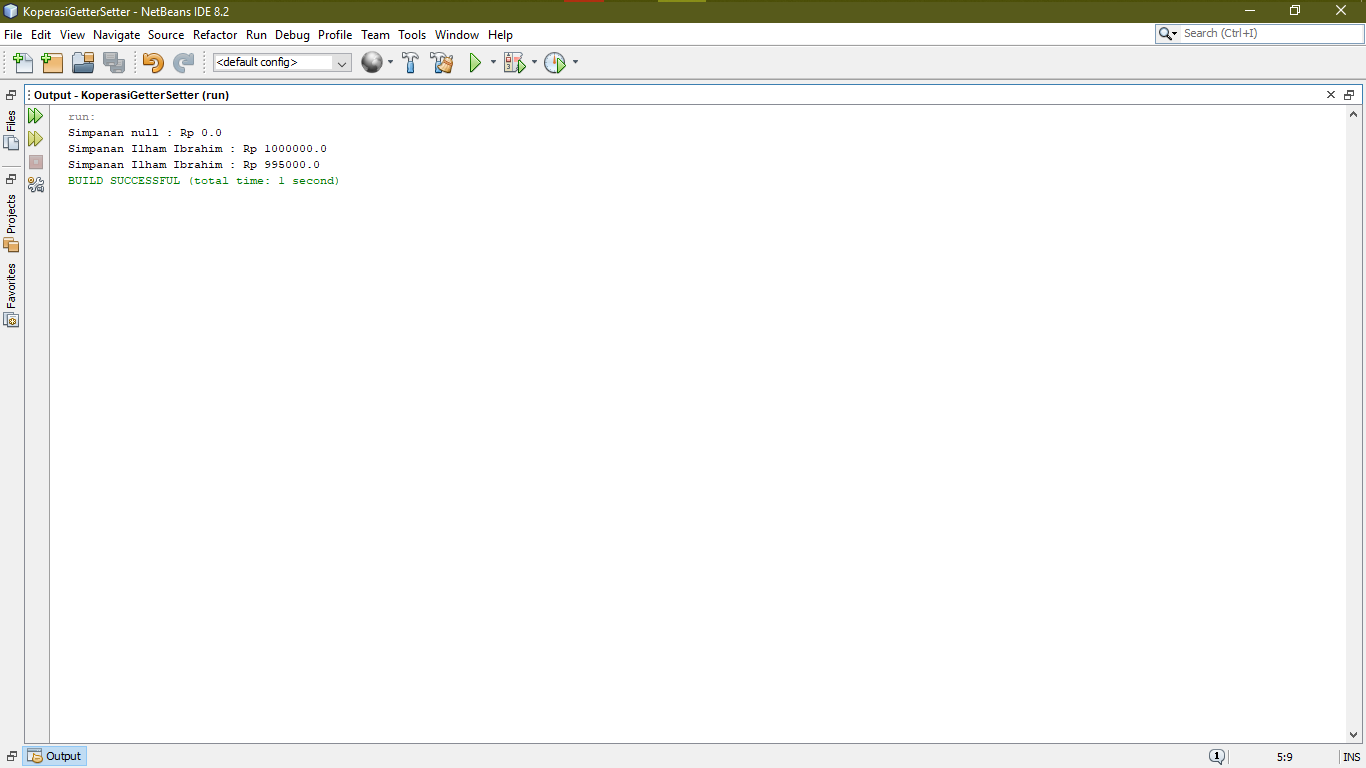 KoperasiGetterSetter - NetBeans IDE 8.2
File Edit View Navigate Source Refactor Run Debug Profile Team Tools Window Help
Search (Ctrl+I)
<default config>
Output - KoperasiGetterSetter (run)
Files
Projects
Favorites
run:
Simpanan null : Rp 0.0
Simpanan Ilham Ibrahim : Rp 1000000.0
Simpanan Ilham Ibrahim : Rp 995000.0
BUILD SUCCESSFUL (total time: 1 second)
Output
1
5:9
INS